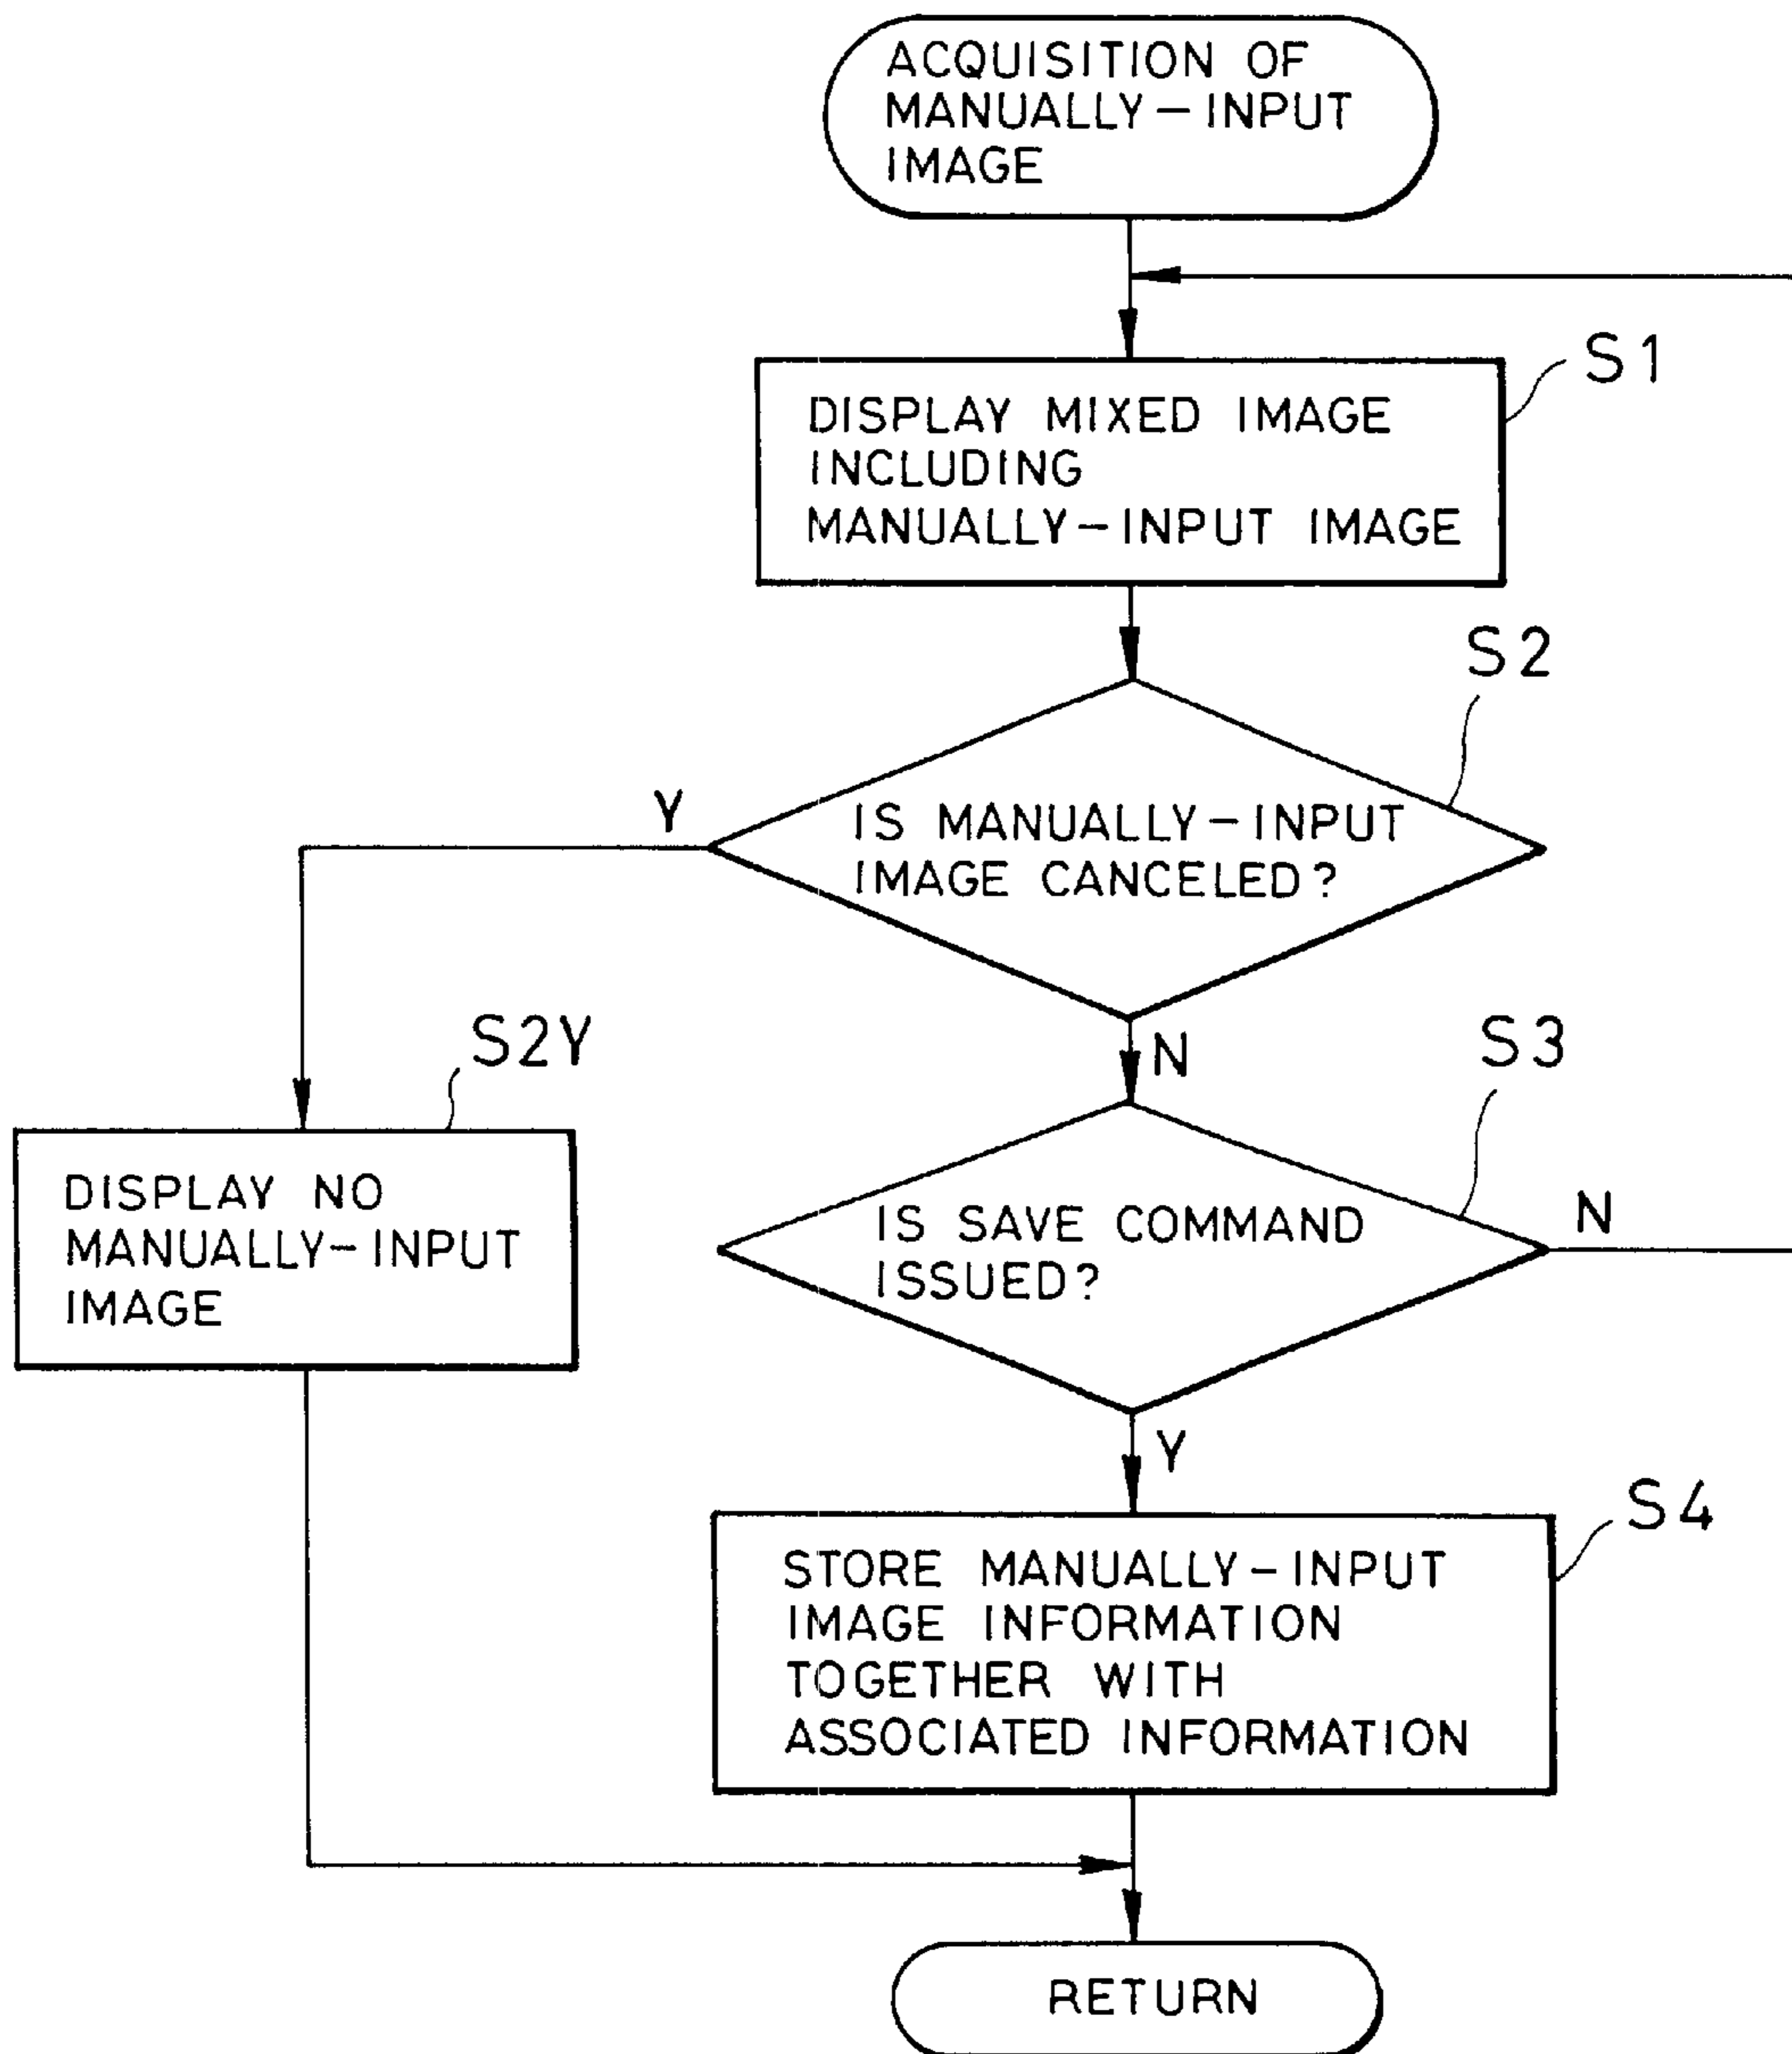 ACQUISITION OF
MANUALLY-INPUT
IMAGE
S1
DISPLAY MIXED IMAGE
INCLUDING
MANUALLY-INPUT IMAGE
S2
Y
IS MANUALLY-INPUT
IMAGE CANCELED?
N
S2Y
DISPLAY NO
MANUALLY-INPUT
IMAGE
S3
IS SAVE COMMAND
ISSUED?
N
Y
S4
STORE MANUALLY-INPUT
IMAGE INFORMATION
TOGETHER WITH
ASSOCIATED INFORMATION
RETURN